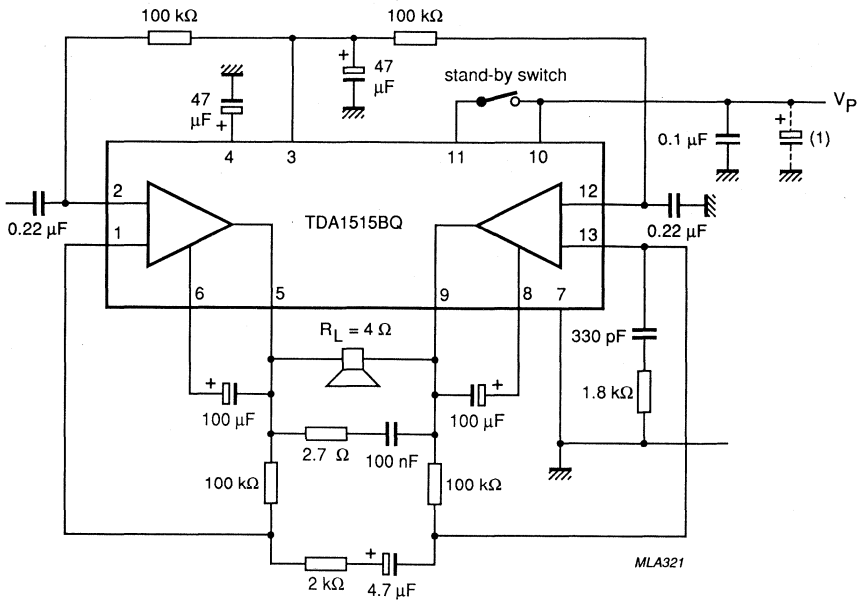 100 kΩ
100 kΩ
47
μF
+
+
47
μF
stand-by switch
VP
4
3
11
10
0.1 μF
+
(1)
2
12
0.22 μF
1
TDA1515BQ
13
0.22 μF
6
5
9
8
7
RL = 4 Ω
330 pF
+
100 μF
+
100 μF
1.8 kΩ
2.7 Ω
100 nF
100 kΩ
100 kΩ
+
2 kΩ
4.7 μF
MLA321